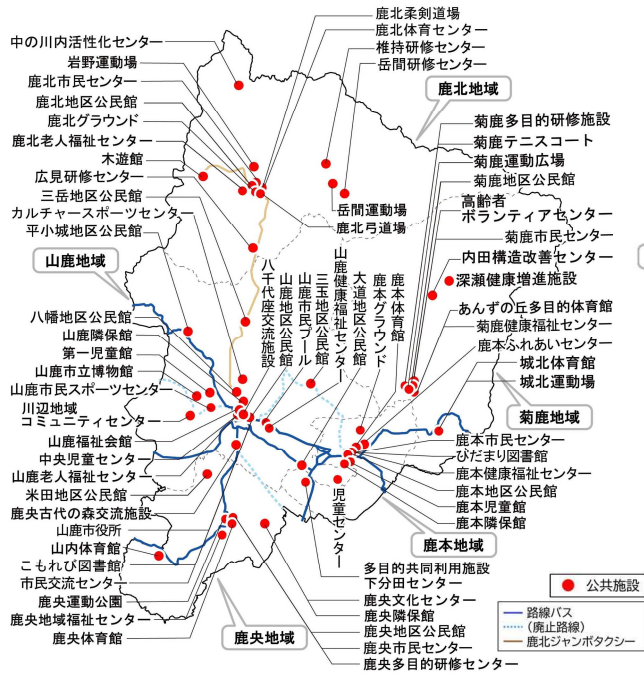 鹿北柔剣道場
鹿北体育センター
椎持研修センター
岳間研修センター
中の川内活性化センター
岩野運動場
鹿北市民センター
鹿北地区公民館
鹿北グラウンド
鹿北老人福祉センター
木遊館
広見研修センター
三岳地区公民館
カルチャースポーツセンター
平小城地区公民館
鹿北地域
菊鹿多目的研修施設
菊鹿テニスコート
菊鹿運動広場
菊鹿地区公民館
高齢者
ボランティアセンター
菊鹿市民センター
内田構造改善センター
深瀬健康増進施設
あんずの丘多目的体育館
菊鹿健康福祉センター
鹿本ふれあいセンター
城北体育館
城北運動場
菊鹿地域
岳間運動場
鹿北弓道場
山鹿地域
八千代座交流施設
山鹿地区公民館
山鹿市民プール
三玉地区公民館
山鹿健康福祉センター
大道地区公民館
鹿本グラウンド
鹿本体育館
八幡地区公民館
山鹿隣保館
第一児童館
山鹿市立博物館
山鹿市民スポーツセンター
川辺地域
コミュニティセンター
山鹿福祉会館
中央児童センター
山鹿老人福祉センター
米田地区公民館
鹿央古代の森交流施設
山鹿市役所
山内体育館
こもれび図書館
市民交流センター
鹿央運動公園
鹿央地域福祉センター
鹿央体育館
鹿本市民センター
ひだまり図書館
鹿本健康福祉センター
鹿本地区公民館
鹿本児童館
鹿本隣保館
児童センター
鹿本地域
多目的共同利用施設
下分田センター
鹿央文化センター
鹿央隣保館
鹿央地区公民館
鹿央市民センター
鹿央多目的研修センター
鹿央地域
公共施設
路線バス
(廃止路線)
鹿北ジャンボタクシー